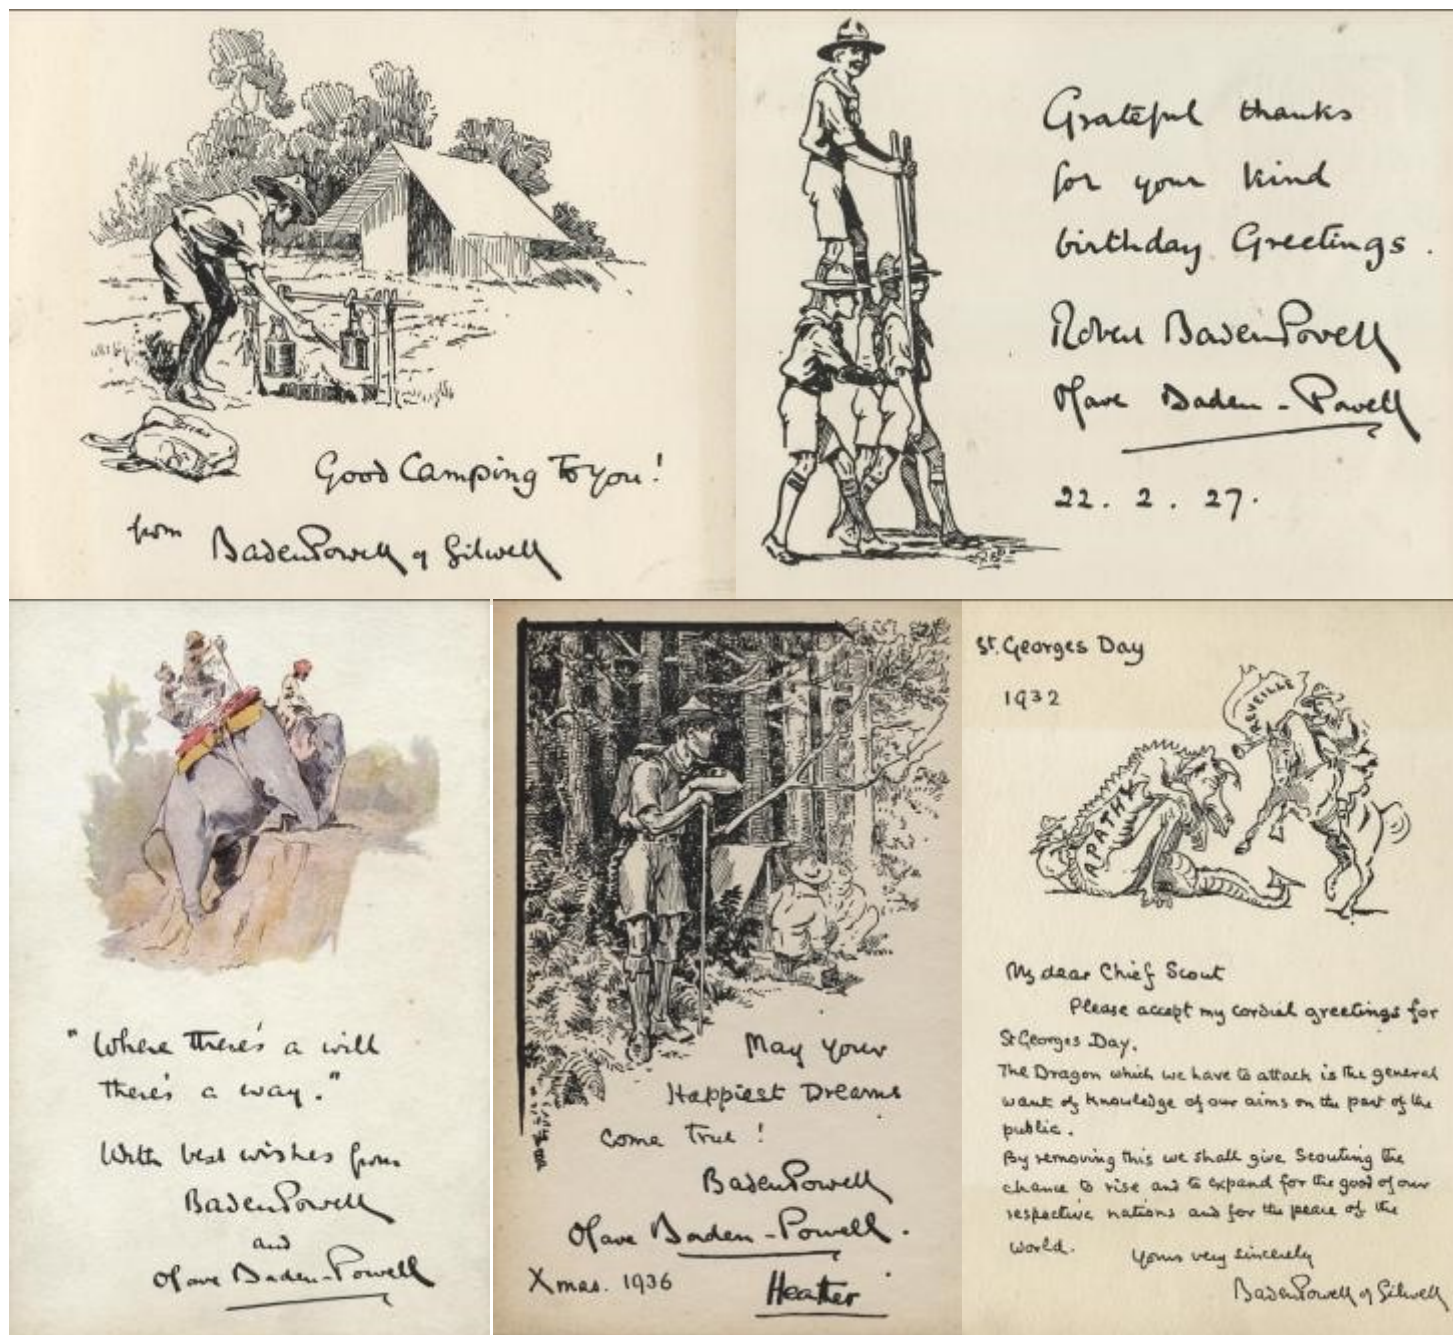 Good Camping To You!
from Baden Powell of Gilwell
Grateful thanks
for your kind
birthday Greetings.
Robert Baden Powell
Olave Baden-Powell
22. 2. 27.
"Where there's a will
there's a way."
With best wishes from
Baden Powell
and
Olave Baden-Powell
May your
Happiest Dreams
Come True!
Baden Powell
Olave Baden-Powell.
Xmas. 1936 Heather
St. Georges Day
1932
REVEILLE
APATHY
My dear Chief Scout
Please accept my cordial greetings for
St Georges Day.
The Dragon which we have to attack is the general
want of knowledge of our aims on the part of the
public.
By removing this we shall give Scouting the
chance to rise and to expand for the good of our
respective nations and for the peace of the
world.
Yours very sincerely
Baden Powell of Gilwell